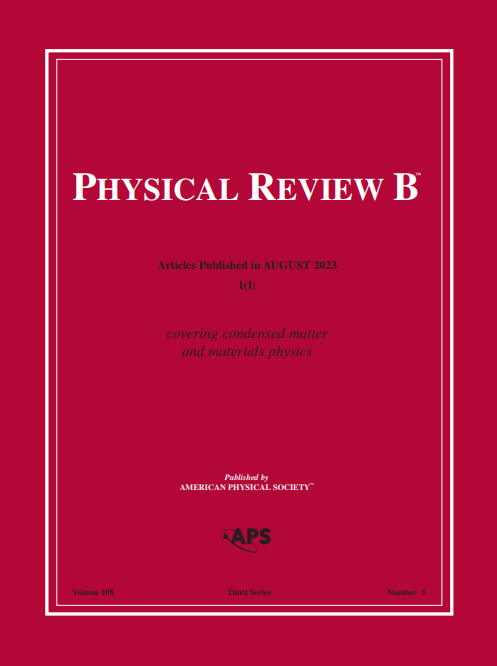 PHYSICAL REVIEW B™
Articles Published in AUGUST 2023
1(I)
covering condensed matter
and materials physics
Published by
AMERICAN PHYSICAL SOCIETY™
APS
Volume 108 Third Series Number 5